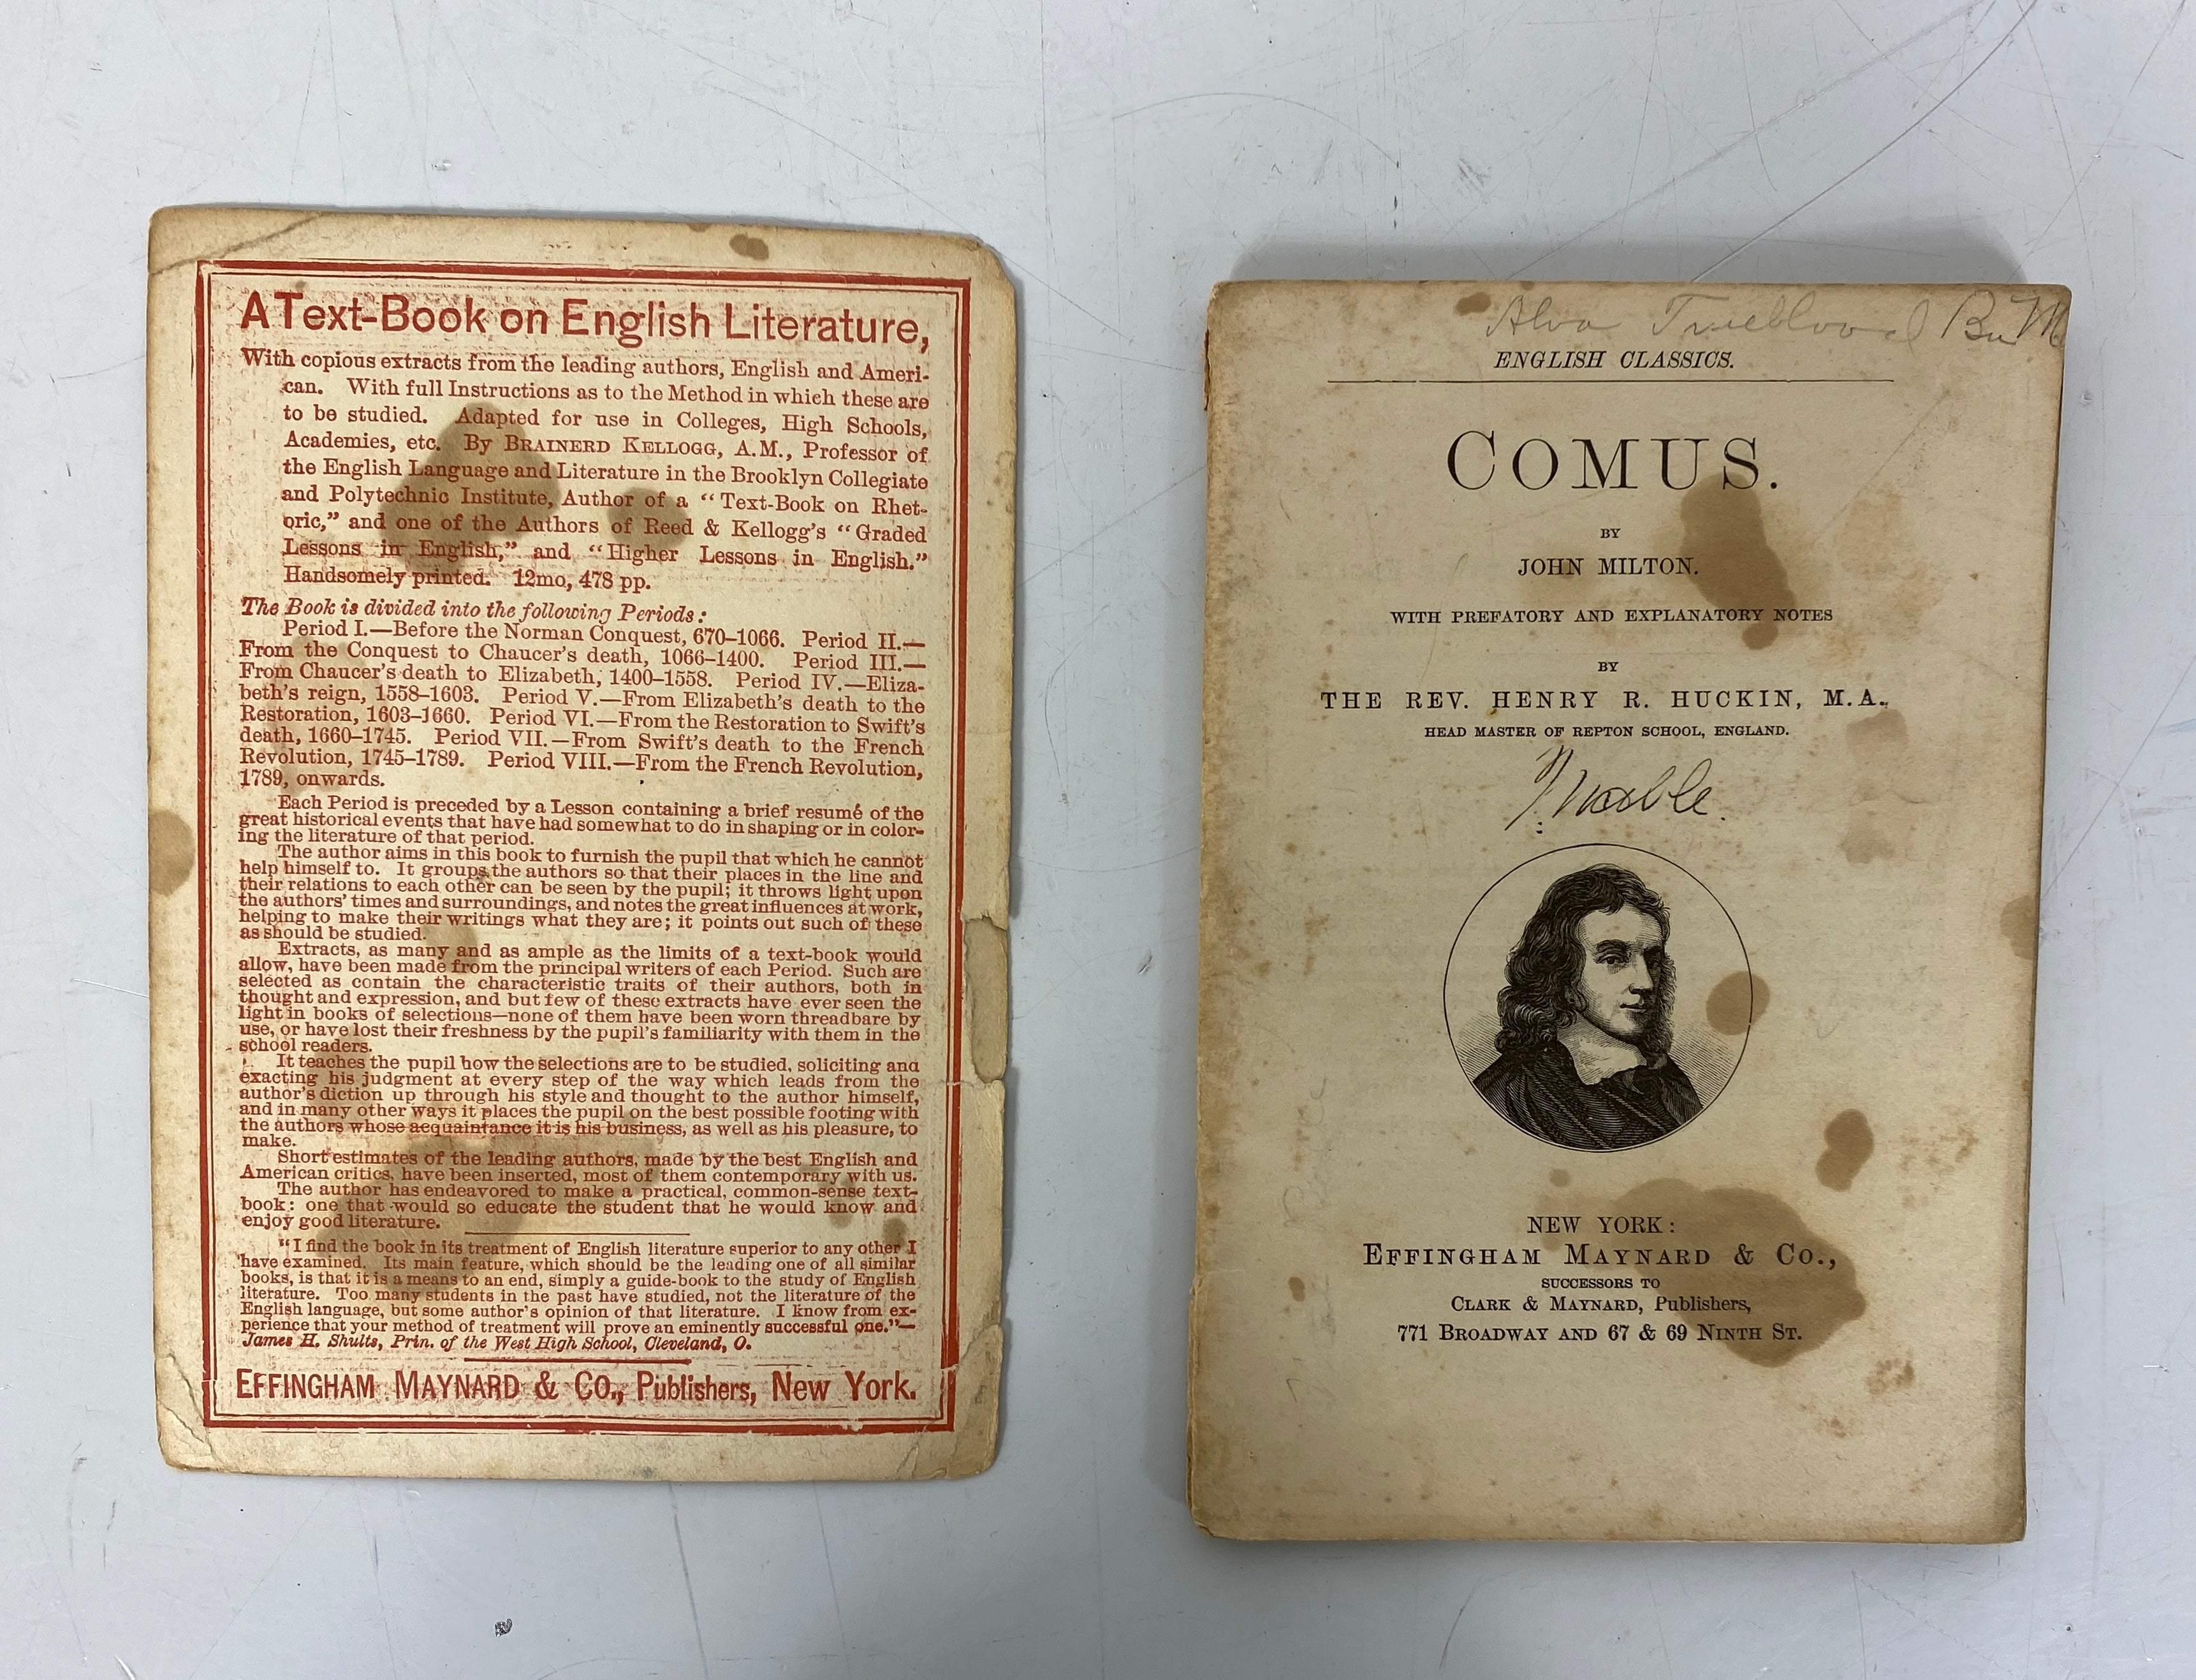 A Text-Book on English Literature,
With copious extracts from the leading authors, English and Ameri-
can. With full Instructions as to the Method in which these are
to be studied. Adapted for use in Colleges, High Schools,
Academies, etc. By BRAINERD KELLOGG, A.M., Professor of
the English Language and Literature in the Brooklyn Collegiate
and Polytechnic Institute, Author of a “Text-Book on Rhet-
oric,” and one of the Authors of Reed & Kellogg's “Graded
Lessons in English,” and “Higher Lessons in English.”
Handsomely printed. 12mo, 478 pp.
The Book is divided into the following Periods:
Period I.—Before the Norman Conquest, 670–1066. Period II.—
From the Conquest to Chaucer's death, 1066–1400. Period III.—
From Chaucer's death to Elizabeth, 1400–1558. Period IV.—Eliza-
beth's reign, 1558–1603. Period V.—From Elizabeth's death to the
Restoration, 1603–1660. Period VI.—From the Restoration to Swift's
death, 1660–1745. Period VII.—From Swift's death to the French
Revolution, 1745–1789. Period VIII.—From the French Revolution,
1789, onwards.
Each Period is preceded by a Lesson containing a brief resumé of the
great historical events that have had somewhat to do in shaping or in color-
ing the literature of that period.
The author aims in this book to furnish the pupil that which he cannot
help himself to. It groups the authors so that their places in the line and
their relations to each other can be seen by the pupil; it throws light upon
the authors' times and surroundings, and notes the great influences at work,
helping to make their writings what they are; it points out such of these
as should be studied.
Extracts, as many and as ample as the limits of a text-book would
allow, have been made from the principal writers of each Period. Such are
selected as contain the characteristic traits of their authors, both in
thought and expression, and but few of these extracts have ever seen the
light in books of selections—none of them have been worn threadbare by
use, or have lost their freshness by the pupil's familiarity with them in the
school readers.
It teaches the pupil how the selections are to be studied, soliciting and
exacting his judgment at every step of the way which leads from the
author's diction up through his style and thought to the author himself,
and in many other ways it places the pupil on the best possible footing with
the authors whose acquaintance it is his business, as well as his pleasure, to
make.
Short estimates of the leading authors, made by the best English and
American critics, have been inserted, most of them contemporary with us.
The author has endeavored to make a practical, common-sense text-
book: one that would so educate the student that he would know and
enjoy good literature.
“I find the book in its treatment of English literature superior to any other I
have examined. Its main feature, which should be the leading one of all similar
books, is that it is a means to an end, simply a guide-book to the study of English
literature. Too many students in the past have studied, not the literature of the
English language, but some author's opinion of that literature. I know from ex-
perience that your method of treatment will prove an eminently successful one.”—
James H. Shults, Prin. of the West High School, Cleveland, O.
EFFINGHAM MAYNARD & CO., Publishers, New York.
Alva Trueblood
ENGLISH CLASSICS.
COMUS.
BY
JOHN MILTON.
WITH PREFATORY AND EXPLANATORY NOTES
BY
THE REV. HENRY R. HUCKIN, M.A.,
HEAD MASTER OF REPTON SCHOOL, ENGLAND.
NEW YORK:
EFFINGHAM MAYNARD & CO.,
SUCCESSORS TO
CLARK & MAYNARD, Publishers,
771 BROADWAY AND 67 & 69 NINTH ST.